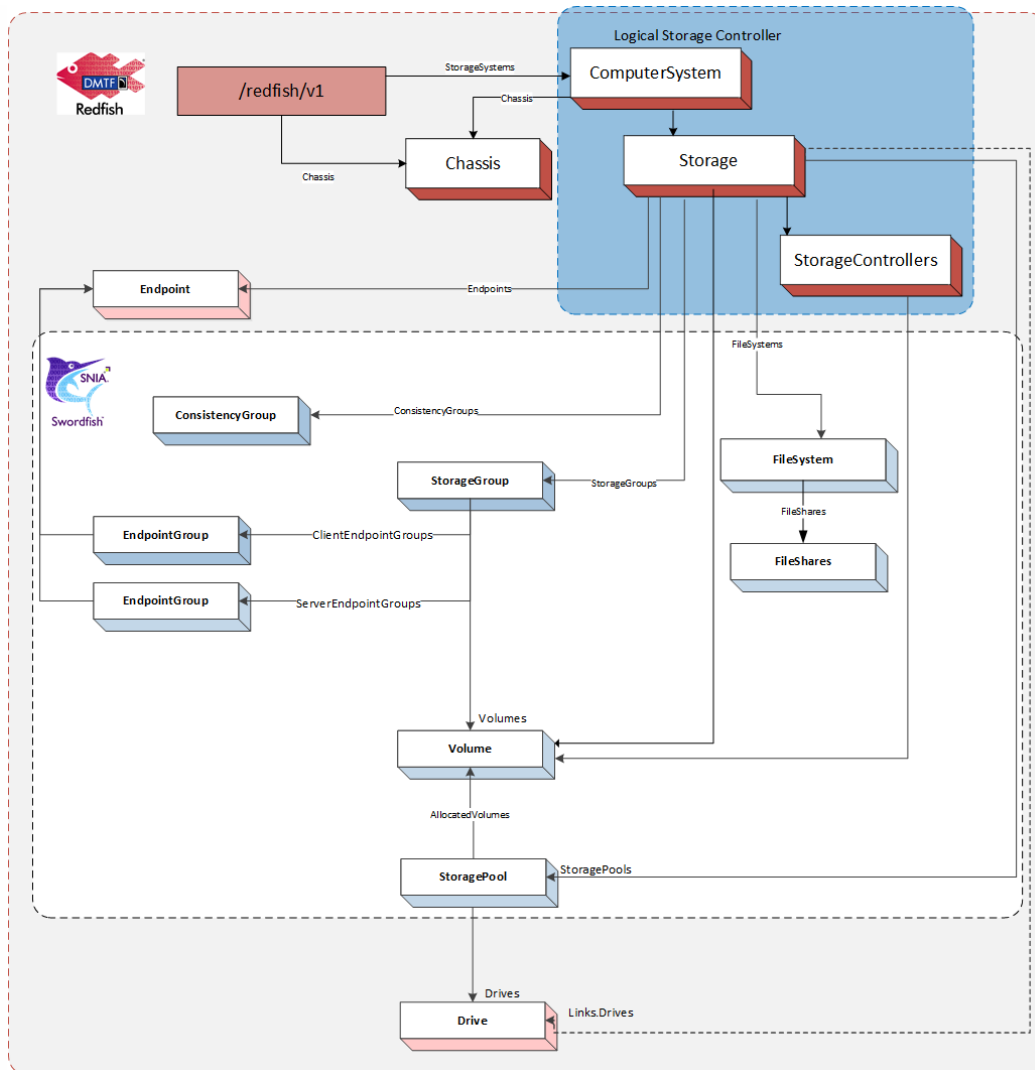 Logical Storage Controller
DMTF
Redfish
/redfish/v1
StorageSystems
ComputerSystem
Chassis
Chassis
Chassis
Storage
StorageControllers
Endpoint
Endpoints
SNIA
Swordfish
FileSystems
ConsistencyGroup
ConsistencyGroups
FileSystem
StorageGroup
StorageGroups
FileShares
EndpointGroup
ClientEndpointGroups
FileShares
EndpointGroup
ServerEndpointGroups
Volumes
Volume
AllocatedVolumes
StoragePool
StoragePools
Drives
Drive
Links.Drives